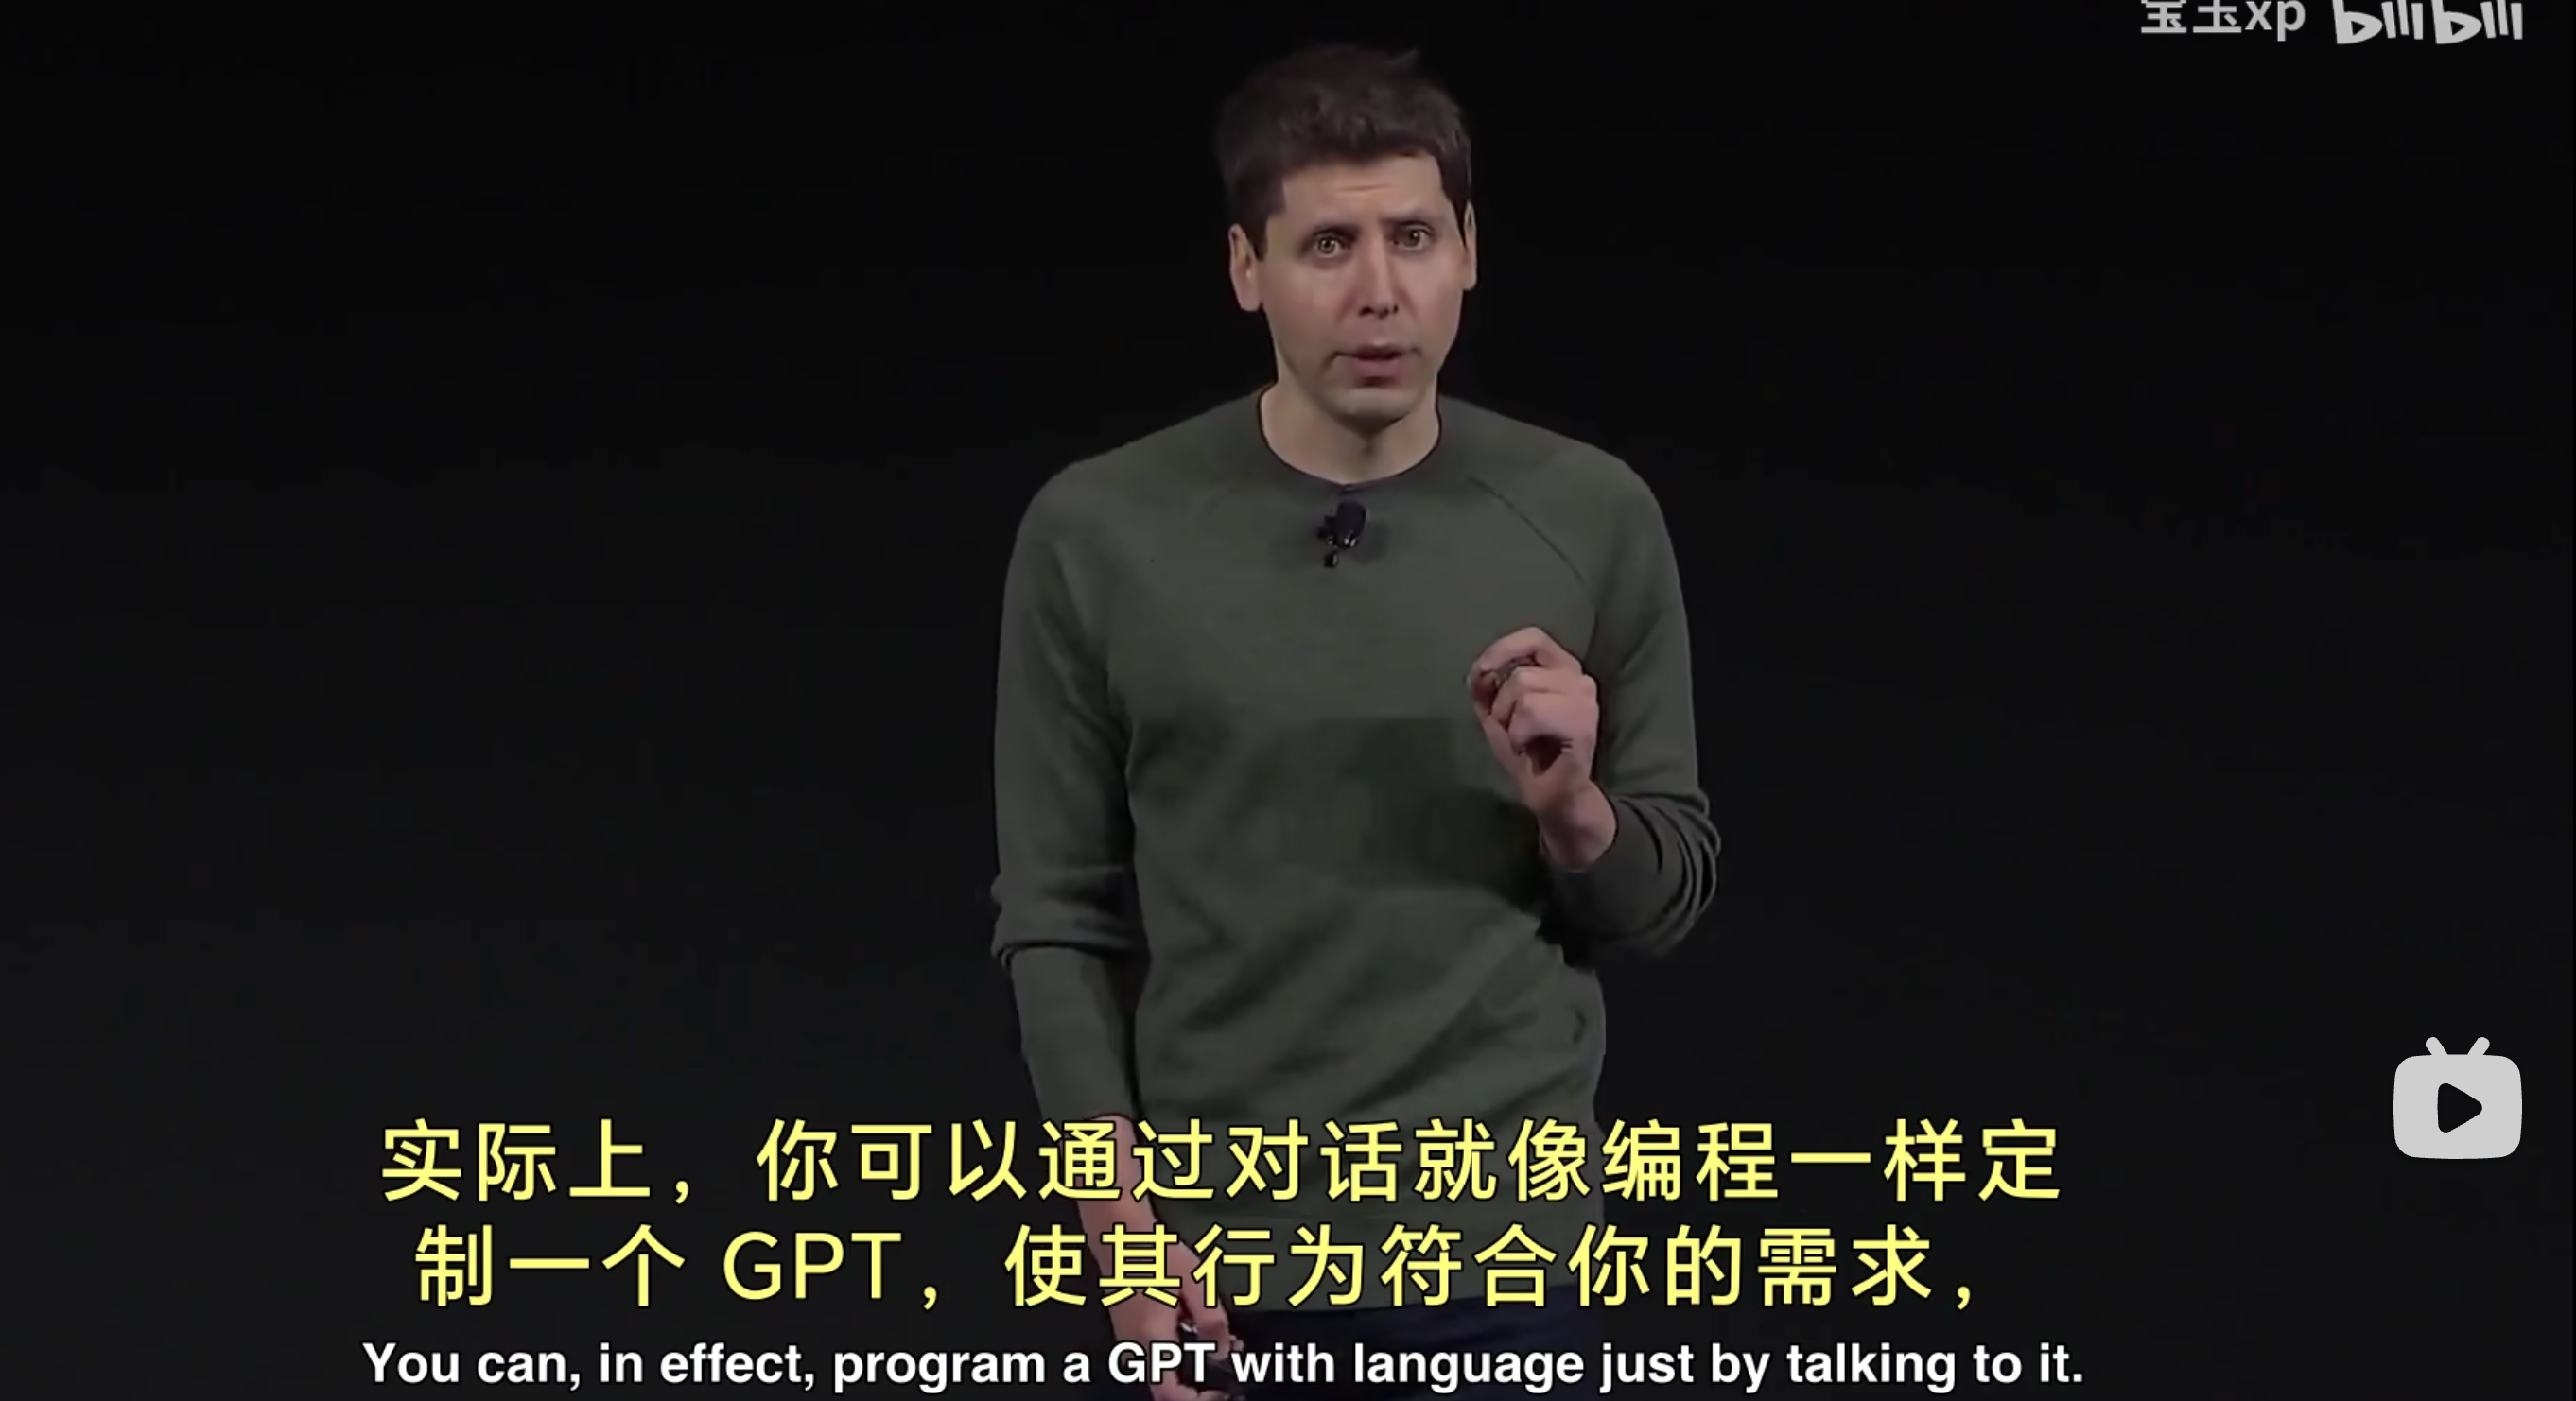 宝玉xp bilibili
实际上，你可以通过对话就像编程一样定
制一个 GPT，使其行为符合你的需求，
You can, in effect, program a GPT with language just by talking to it.